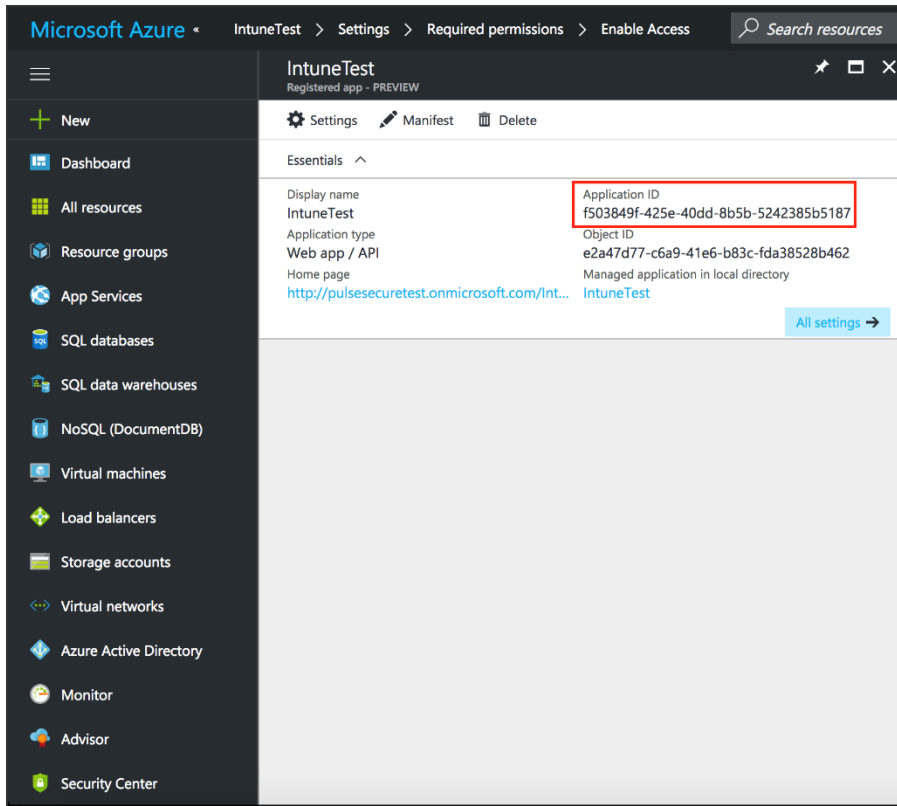 Microsoft Azure « IntuneTest > Settings > Required permissions > Enable Access Search resources
IntuneTest
Registered app - PREVIEW
New
Settings Manifest Delete
Dashboard
Essentials
All resources
Display name Application ID
IntuneTest f503849f-425e-40dd-8b5b-5242385b5187
Application type Object ID
Web app / API e2a47d77-c6a9-41e6-b83c-fda38528b462
Home page Managed application in local directory
http://pulsesecuretest.onmicrosoft.com/Int... IntuneTest
All settings →
Resource groups
App Services
SQL databases
SQL data warehouses
NoSQL (DocumentDB)
Virtual machines
Load balancers
Storage accounts
Virtual networks
Azure Active Directory
Monitor
Advisor
Security Center